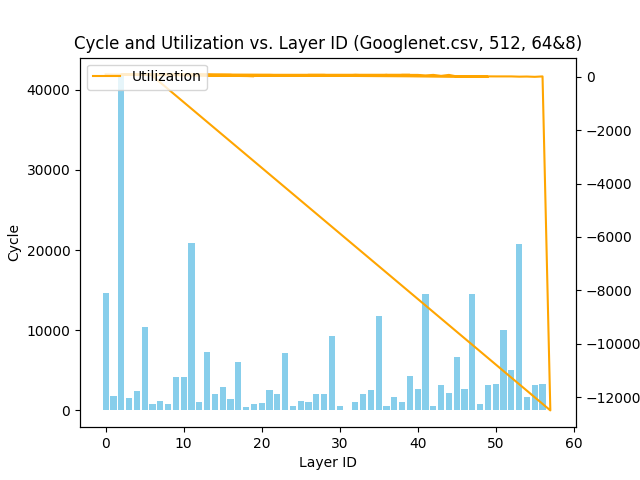 Cycle and Utilization vs. Layer ID (Googlenet.csv, 512, 64&8)
Utilization
40000
30000
20000
10000
0
Cycle
0
−2000
−4000
−6000
−8000
−10000
−12000
0 10 20 30 40 50 60
Layer ID